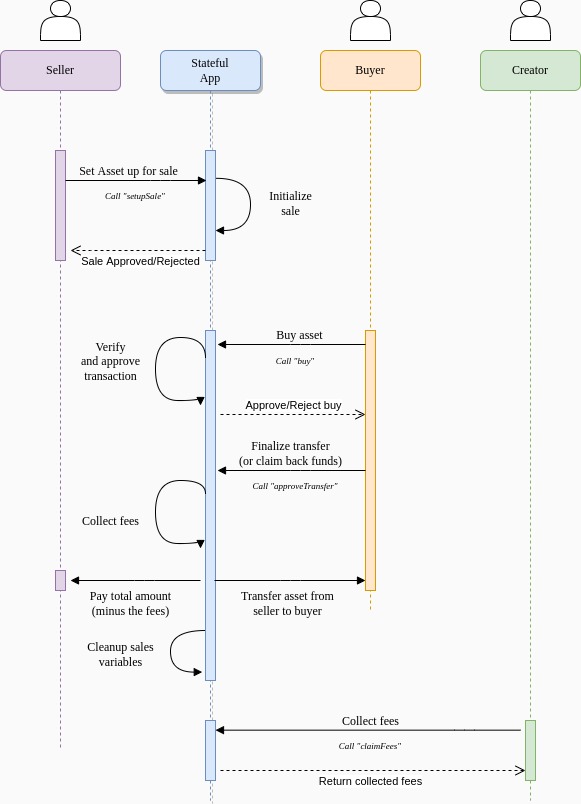 Seller
Stateful
App
Buyer
Creator
Set Asset up for sale
Call "setupSale"
Initialize
sale
Sale Approved/Rejected
Buy asset
Call "buy"
Verify
and approve
transaction
Approve/Reject buy
Finalize transfer
(or claim back funds)
Call "approveTransfer"
Collect fees
Pay total amount
(minus the fees)
Transfer asset from
seller to buyer
Cleanup sales
variables
Collect fees
Call "claimFees"
Return collected fees